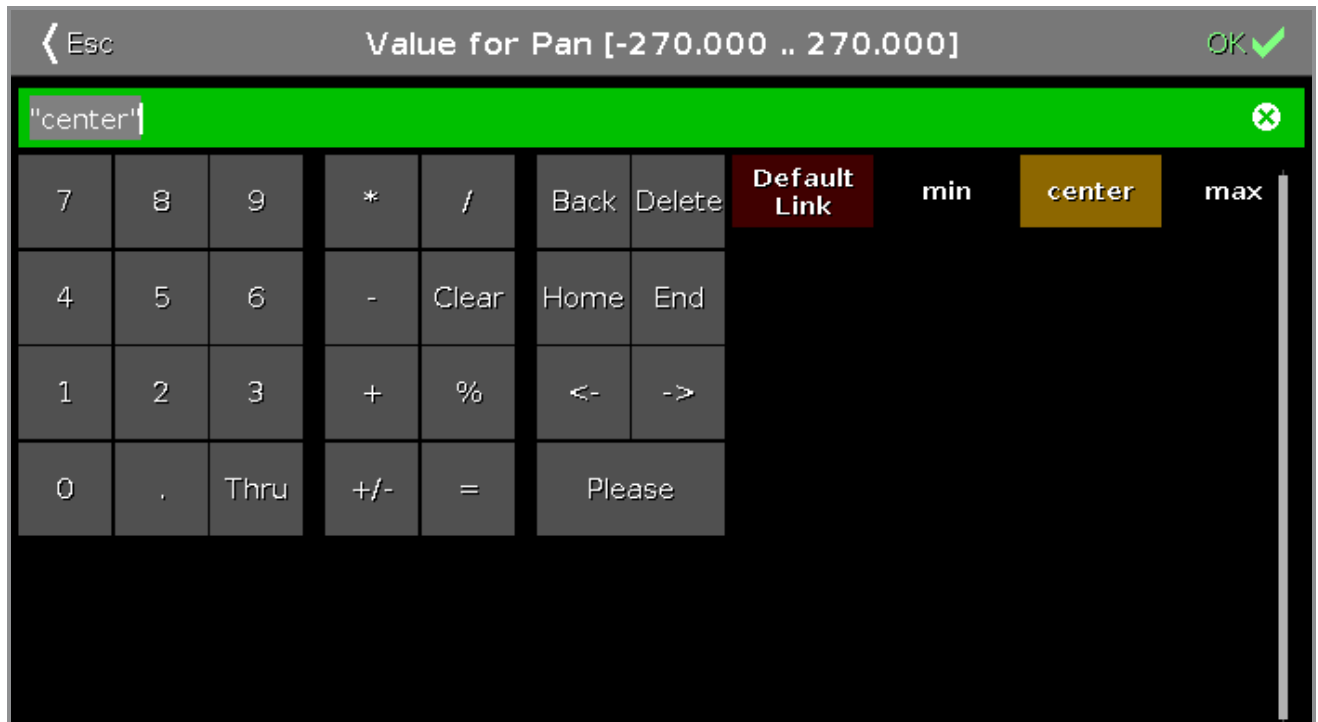 Esc Value for Pan [-270.000 .. 270.000] OK
"center"
7 8 9 * / Back Delete Default Link min center max
4 5 6 - Clear Home End
1 2 3 + % <- ->
0 . Thru +/- = Please